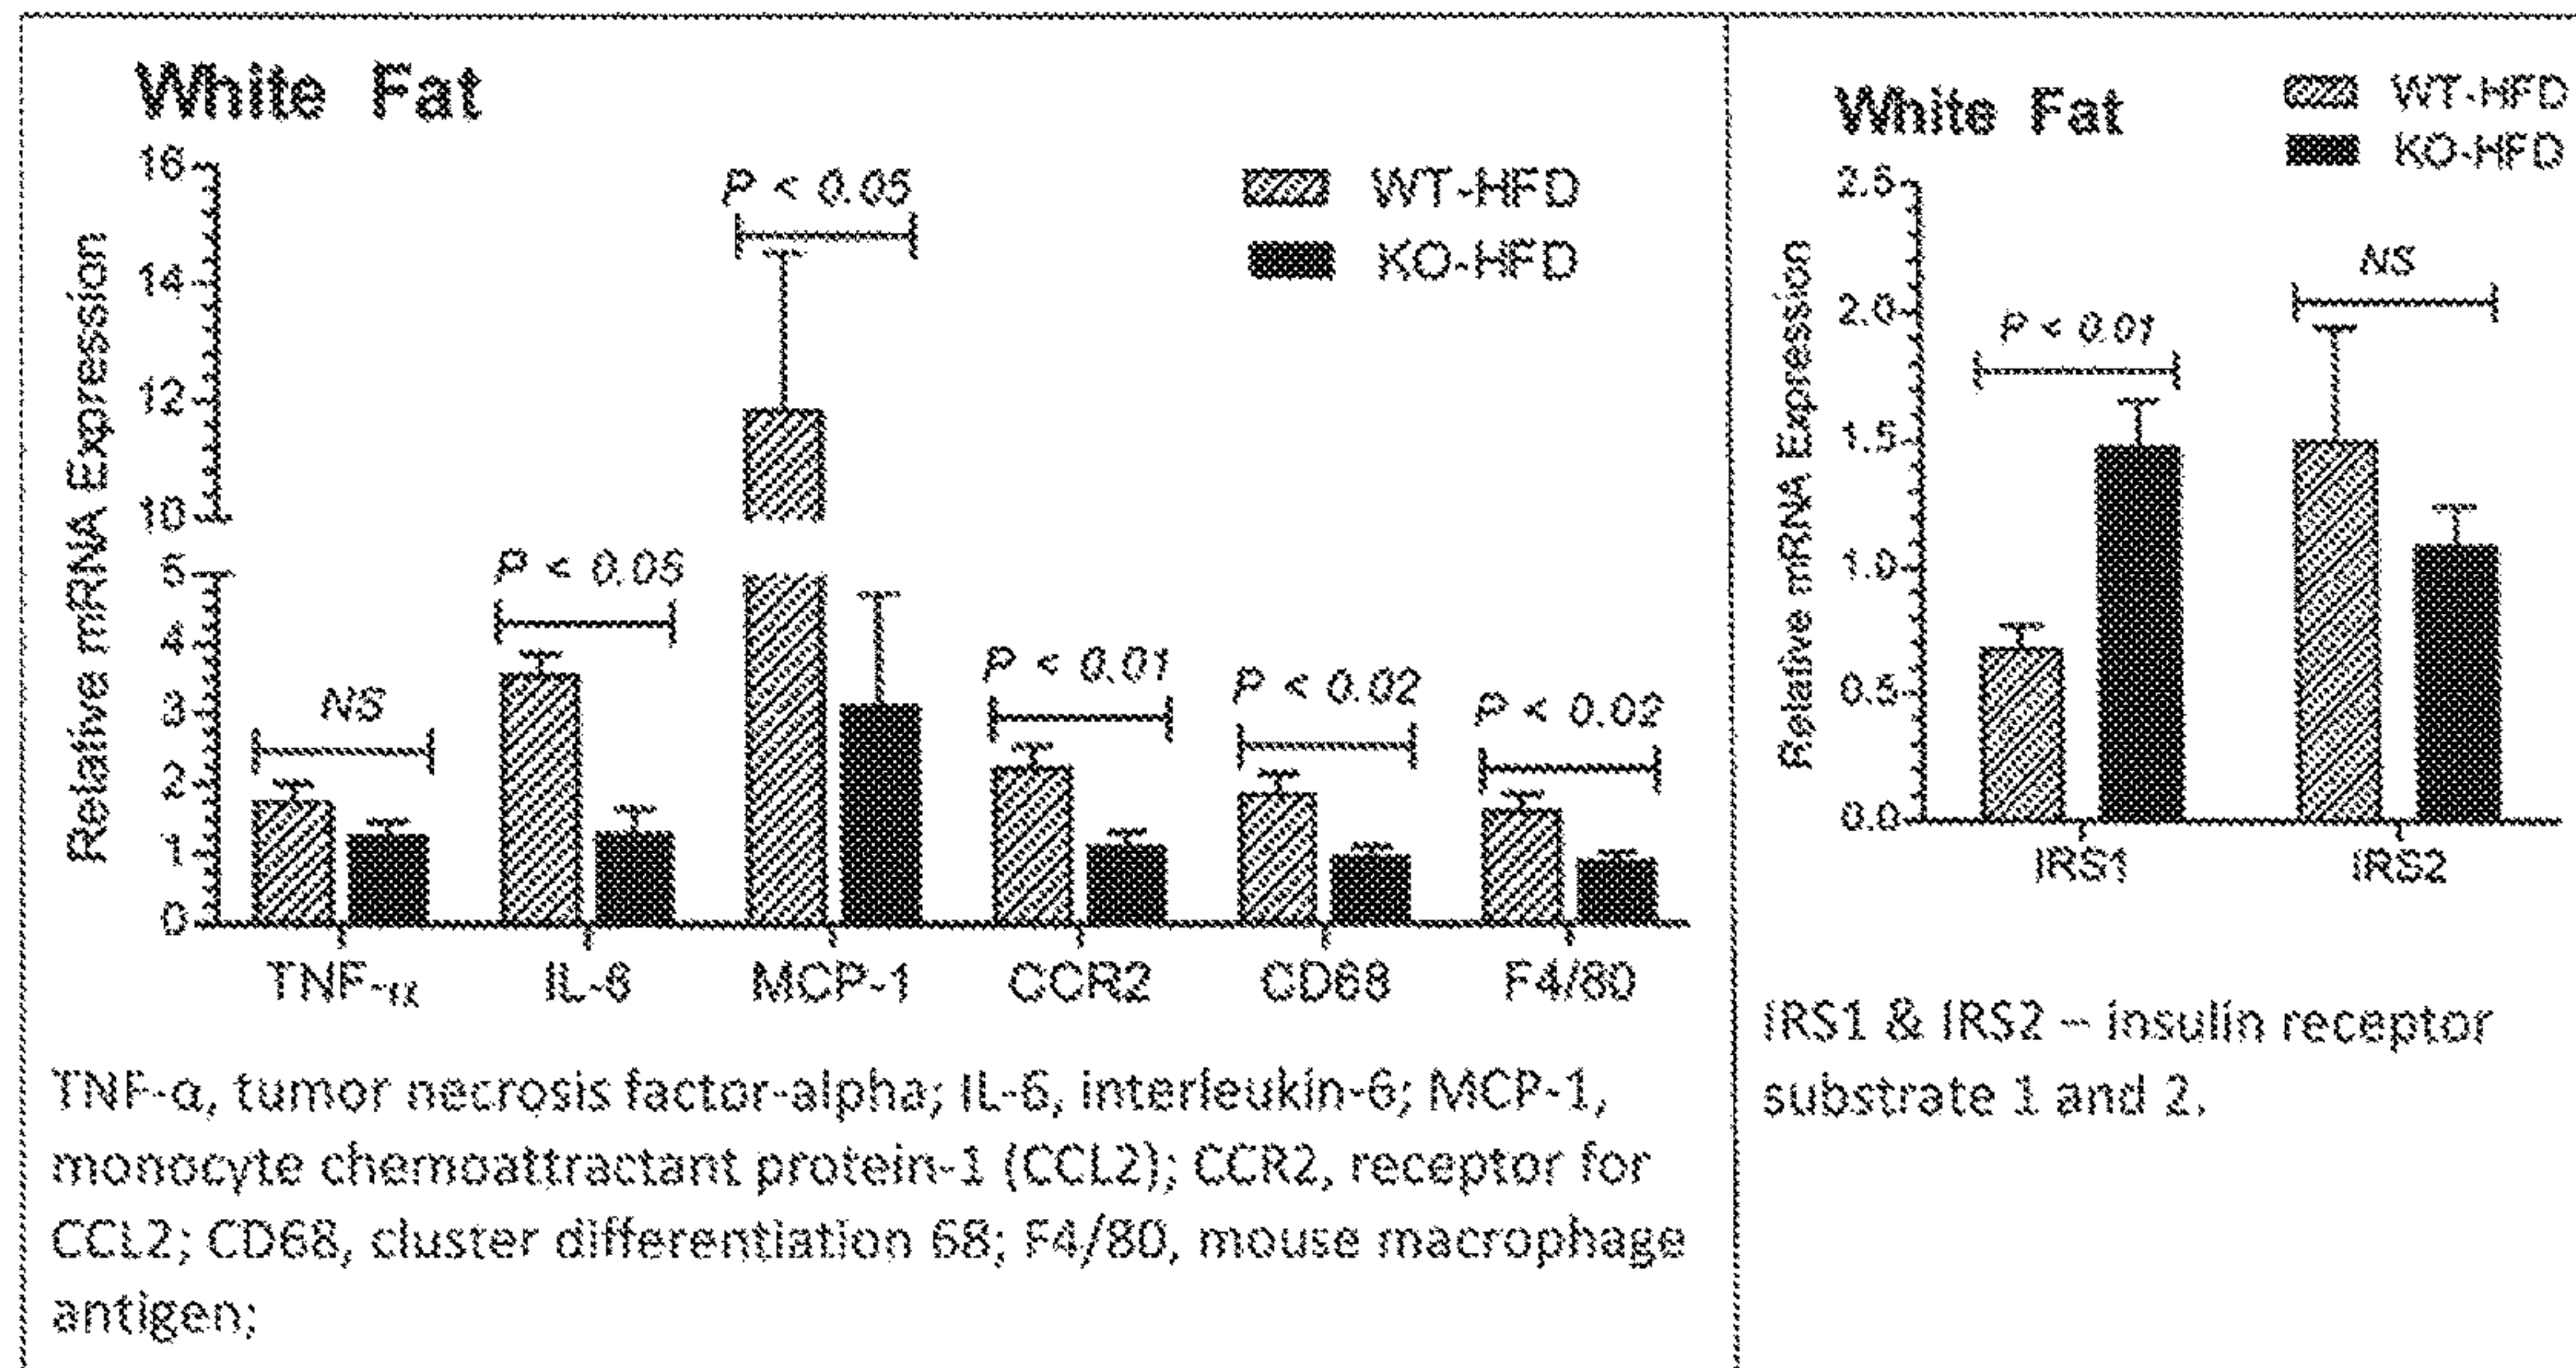 White Fat
WT-HFD
KO-HFD
Relative mRNA Expression
16
14
12
10
5
4
3
2
1
0
NS
P < 0.05
P < 0.05
P < 0.01
P < 0.02
P < 0.02
TNF-α
IL-6
MCP-1
CCR2
CD68
F4/80
TNF-α, tumor necrosis factor-alpha; IL-6, interleukin-6; MCP-1,
monocyte chemoattractant protein-1 (CCL2); CCR2, receptor for
CCL2; CD68, cluster differentiation 68; F4/80, mouse macrophage
antigen;
White Fat
WT-HFD
KO-HFD
Relative mRNA Expression
2.5
2.0
1.5
1.0
0.5
0.0
P < 0.01
NS
IRS1
IRS2
IRS1 & IRS2 – insulin receptor
substrate 1 and 2.